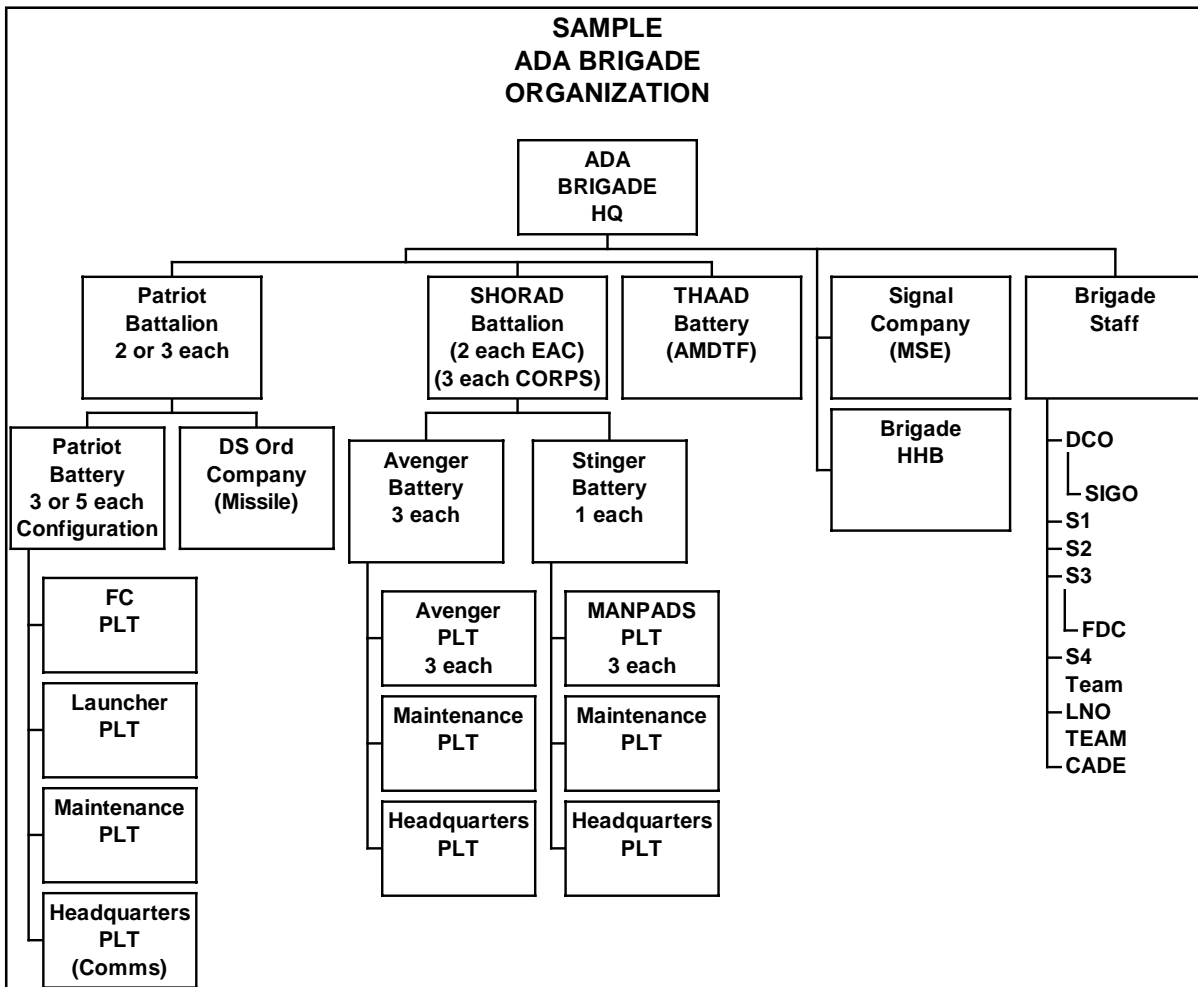 SAMPLE
ADA BRIGADE
ORGANIZATION
ADA
BRIGADE
HQ
Patriot
Battalion
2 or 3 each
SHORAD
Battalion
(2 each EAC)
(3 each CORPS)
THAAD
Battery
(AMDTF)
Signal
Company
(MSE)
Brigade
Staff
Patriot
Battery
3 or 5 each
Configuration
DS Ord
Company
(Missile)
Avenger
Battery
3 each
Stinger
Battery
1 each
Brigade
HHB
DCO
SIGO
S1
S2
S3
FDC
S4
Team
LNO
TEAM
CADE
FC
PLT
Launcher
PLT
Maintenance
PLT
Headquarters
PLT
(Comms)
Avenger
PLT
3 each
Maintenance
PLT
Headquarters
PLT
MANPADS
PLT
3 each
Maintenance
PLT
Headquarters
PLT